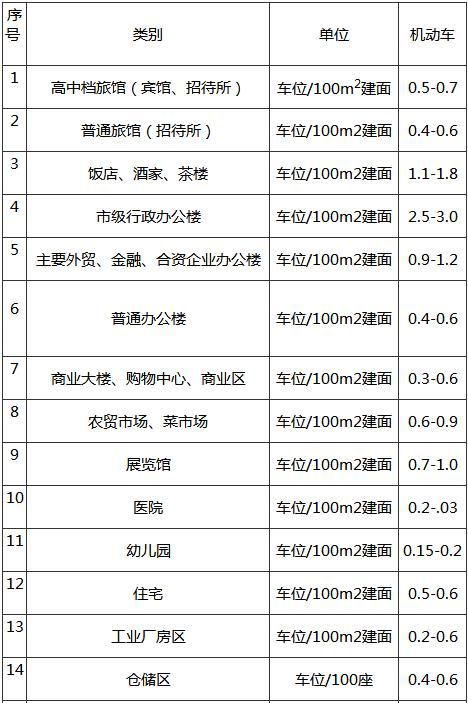 序号 类别 单位 机动车
1 高中档旅馆（宾馆、招待所） 车位/100m2建面 0.5-0.7
2 普通旅馆（招待所） 车位/100m2建面 0.4-0.6
3 饭店、酒家、茶楼 车位/100m2建面 1.1-1.8
4 市级行政办公楼 车位/100m2建面 2.5-3.0
5 主要外贸、金融、合资企业办公楼 车位/100m2建面 0.9-1.2
6 普通办公楼 车位/100m2建面 0.4-0.6
7 商业大楼、购物中心、商业区 车位/100m2建面 0.3-0.6
8 农贸市场、菜市场 车位/100m2建面 0.6-0.9
9 展览馆 车位/100m2建面 0.7-1.0
10 医院 车位/100m2建面 0.2-.03
11 幼儿园 车位/100m2建面 0.15-0.2
12 住宅 车位/100m2建面 0.5-0.6
13 工业厂房区 车位/100m2建面 0.2-0.6
14 仓储区 车位/100座 0.4-0.6